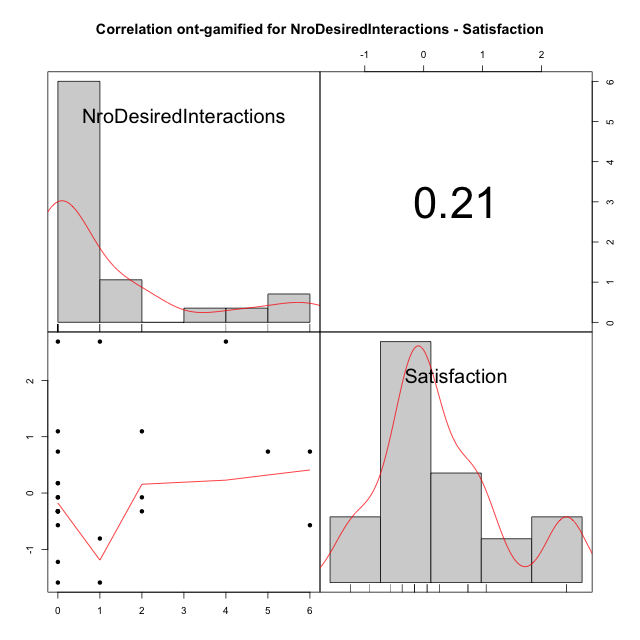 Correlation ont-gamified for NroDesiredInteractions - Satisfaction
-1 0 1 2
NroDesiredInteractions
0.21
0 1 2 3 4 5 6
Satisfaction
-1 0 1 2
0 1 2 3 4 5 6